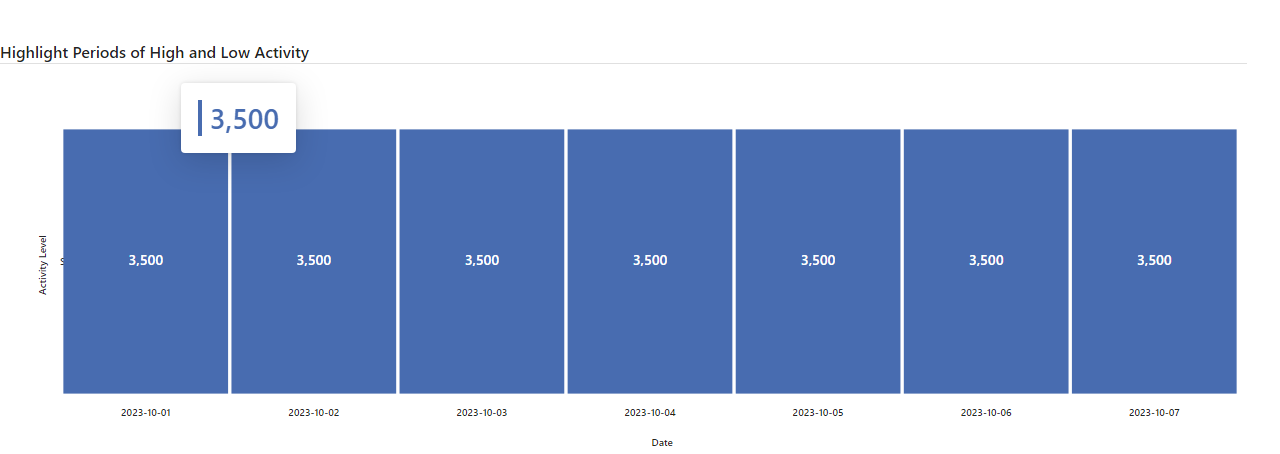 Highlight Periods of High and Low Activity
3,500
3,500 3,500 3,500 3,500 3,500 3,500 3,500
Activity Level
2023-10-01 2023-10-02 2023-10-03 2023-10-04 2023-10-05 2023-10-06 2023-10-07
Date